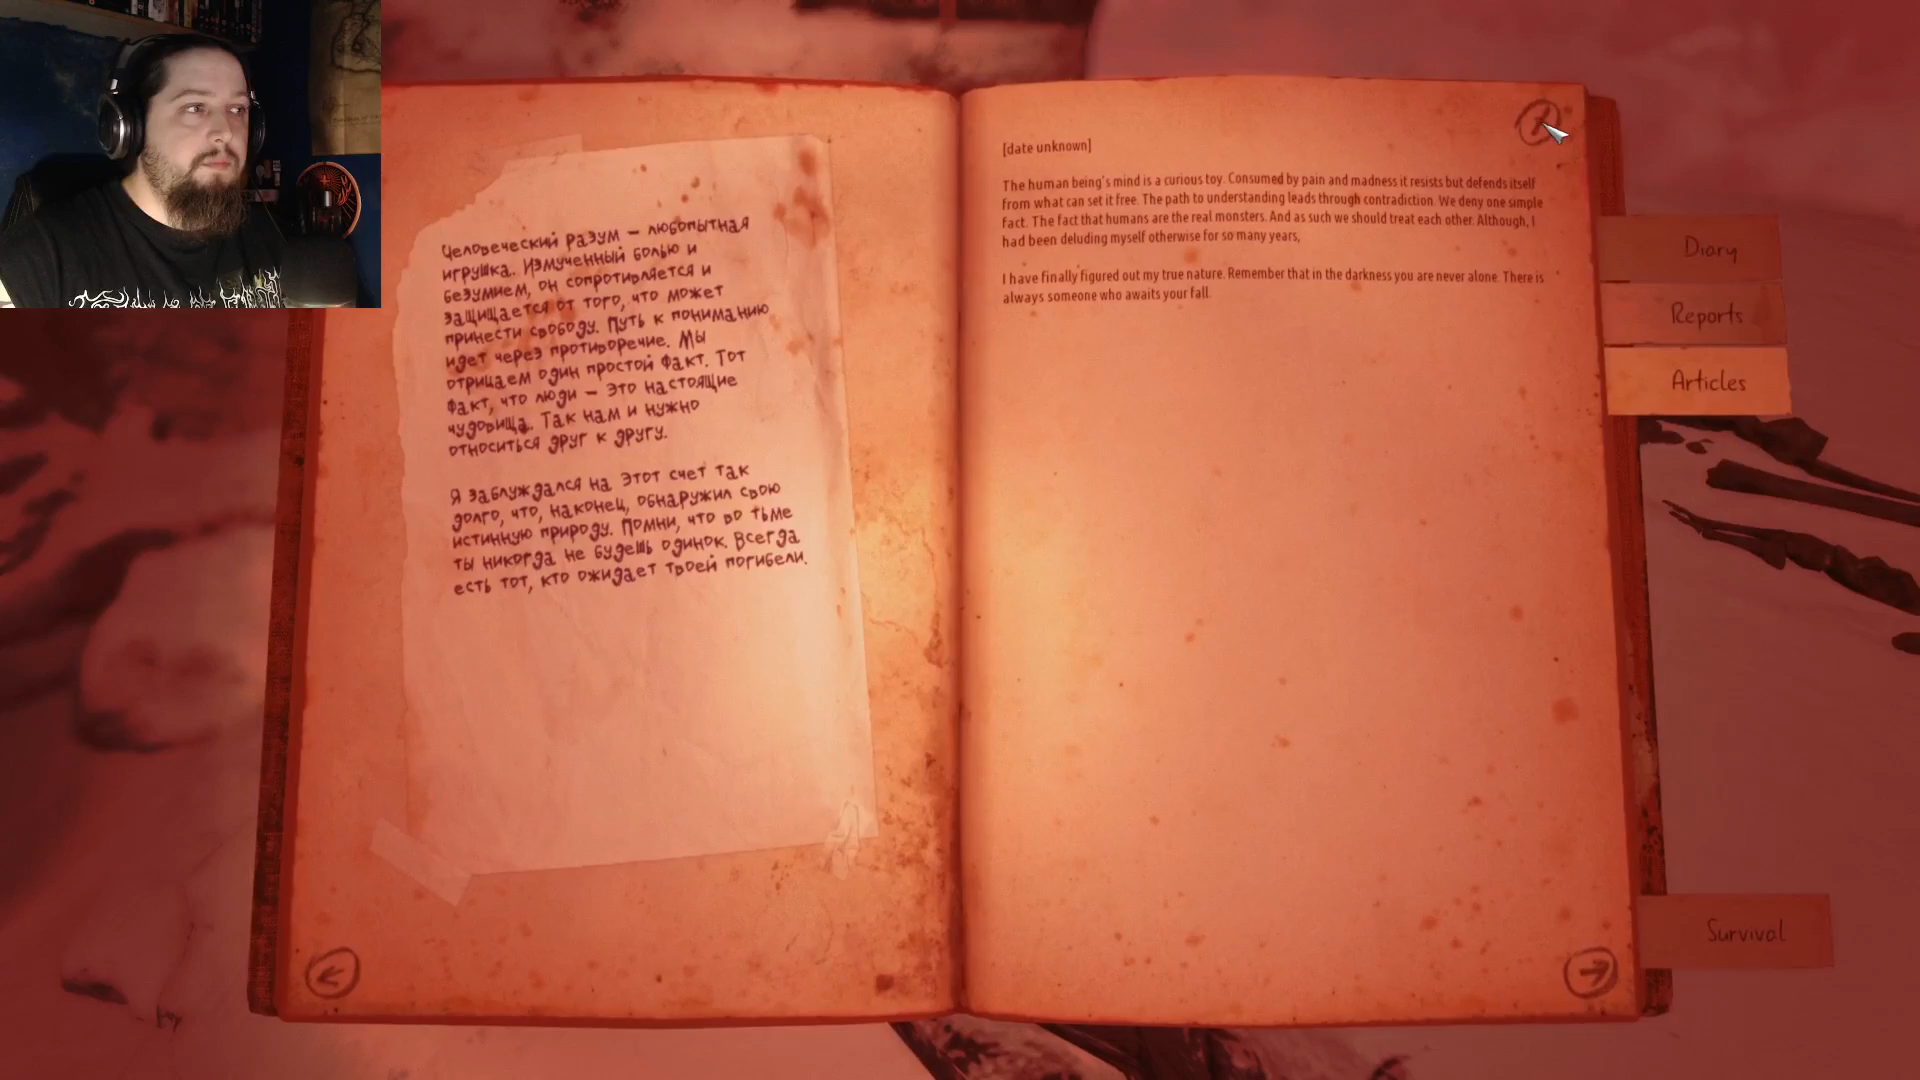 Человеческий разум – любопытная
игрушка. Измученный болью и
безумием, он сопротивляется и
защищается от того, что может
принести свободу. Путь к пониманию
идет через противоречие. Мы
отрицаем один простой факт. Тот
факт, что люди – это настоящие
чудовища. Так нам и нужно
относиться друг к другу.
Я заблуждался на этот счет так
долго, что, наконец, обнаружил свою
истинную природу. Помни, что во тьме
ты никогда не будешь одинок. Всегда
есть тот, кто ожидает твоей погибели.
[date unknown]
The human being's mind is a curious toy. Consumed by pain and madness it resists but defends itself
from what can set it free. The path to understanding leads through contradiction. We deny one simple
fact. The fact that humans are the real monsters. And as such we should treat each other. Although, I
had been deluding myself otherwise for so many years,
I have finally figured out my true nature. Remember that in the darkness you are never alone. There is
always someone who awaits your fall.
Diary
Reports
Articles
Survival